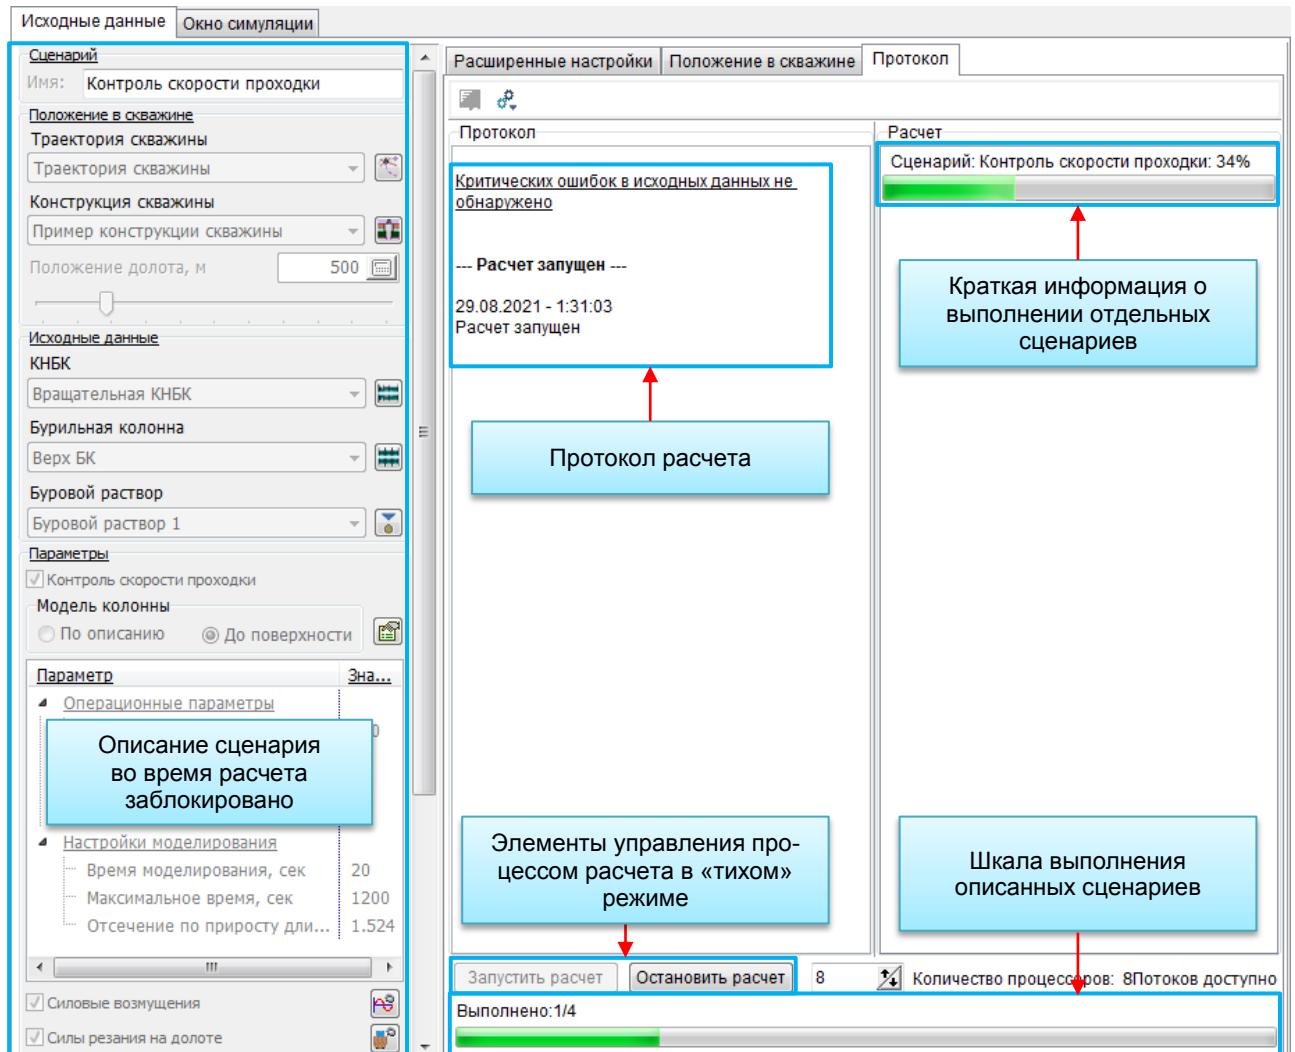 Исходные данные
Окно симуляции
Сценарий
Имя: Контроль скорости проходки
Положение в скважине
Траектория скважины
Траектория скважины
Конструкция скважины
Пример конструкции скважины
Положение долота, м 500
Исходные данные
КНБК
Вращательная КНБК
Бурильная колонна
Верх БК
Буровой раствор
Буровой раствор 1
Параметры
Контроль скорости проходки
Модель колонны
По описанию До поверхности
Параметр Зна...
Операционные параметры
Описание сценария
во время расчета
заблокировано
Настройки моделирования
Время моделирования, сек 20
Максимальное время, сек 1200
Отсечение по приросту дли... 1.524
Силовые возмущения
Силы резания на долоте
Расширенные настройки Положение в скважине Протокол
Протокол
Критических ошибок в исходных данных не
обнаружено
--- Расчет запущен ---
29.08.2021 - 1:31:03
Расчет запущен
Протокол расчета
Расчет
Сценарий: Контроль скорости проходки: 34%
Краткая информация о
выполнении отдельных
сценариев
Элементы управления про-
цессом расчета в «тихом»
режиме
Шкала выполнения
описанных сценариев
Запустить расчет Остановить расчет 8 Количество процессоров: 8Потоков доступно
Выполнено:1/4